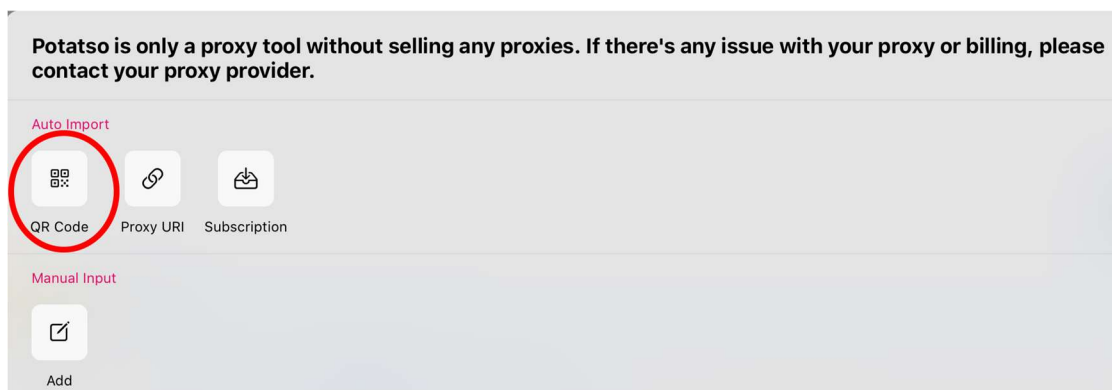 Potatso is only a proxy tool without selling any proxies. If there's any issue with your proxy or billing, please
contact your proxy provider.
Auto Import
QR Code
Proxy URI
Subscription
Manual Input
Add